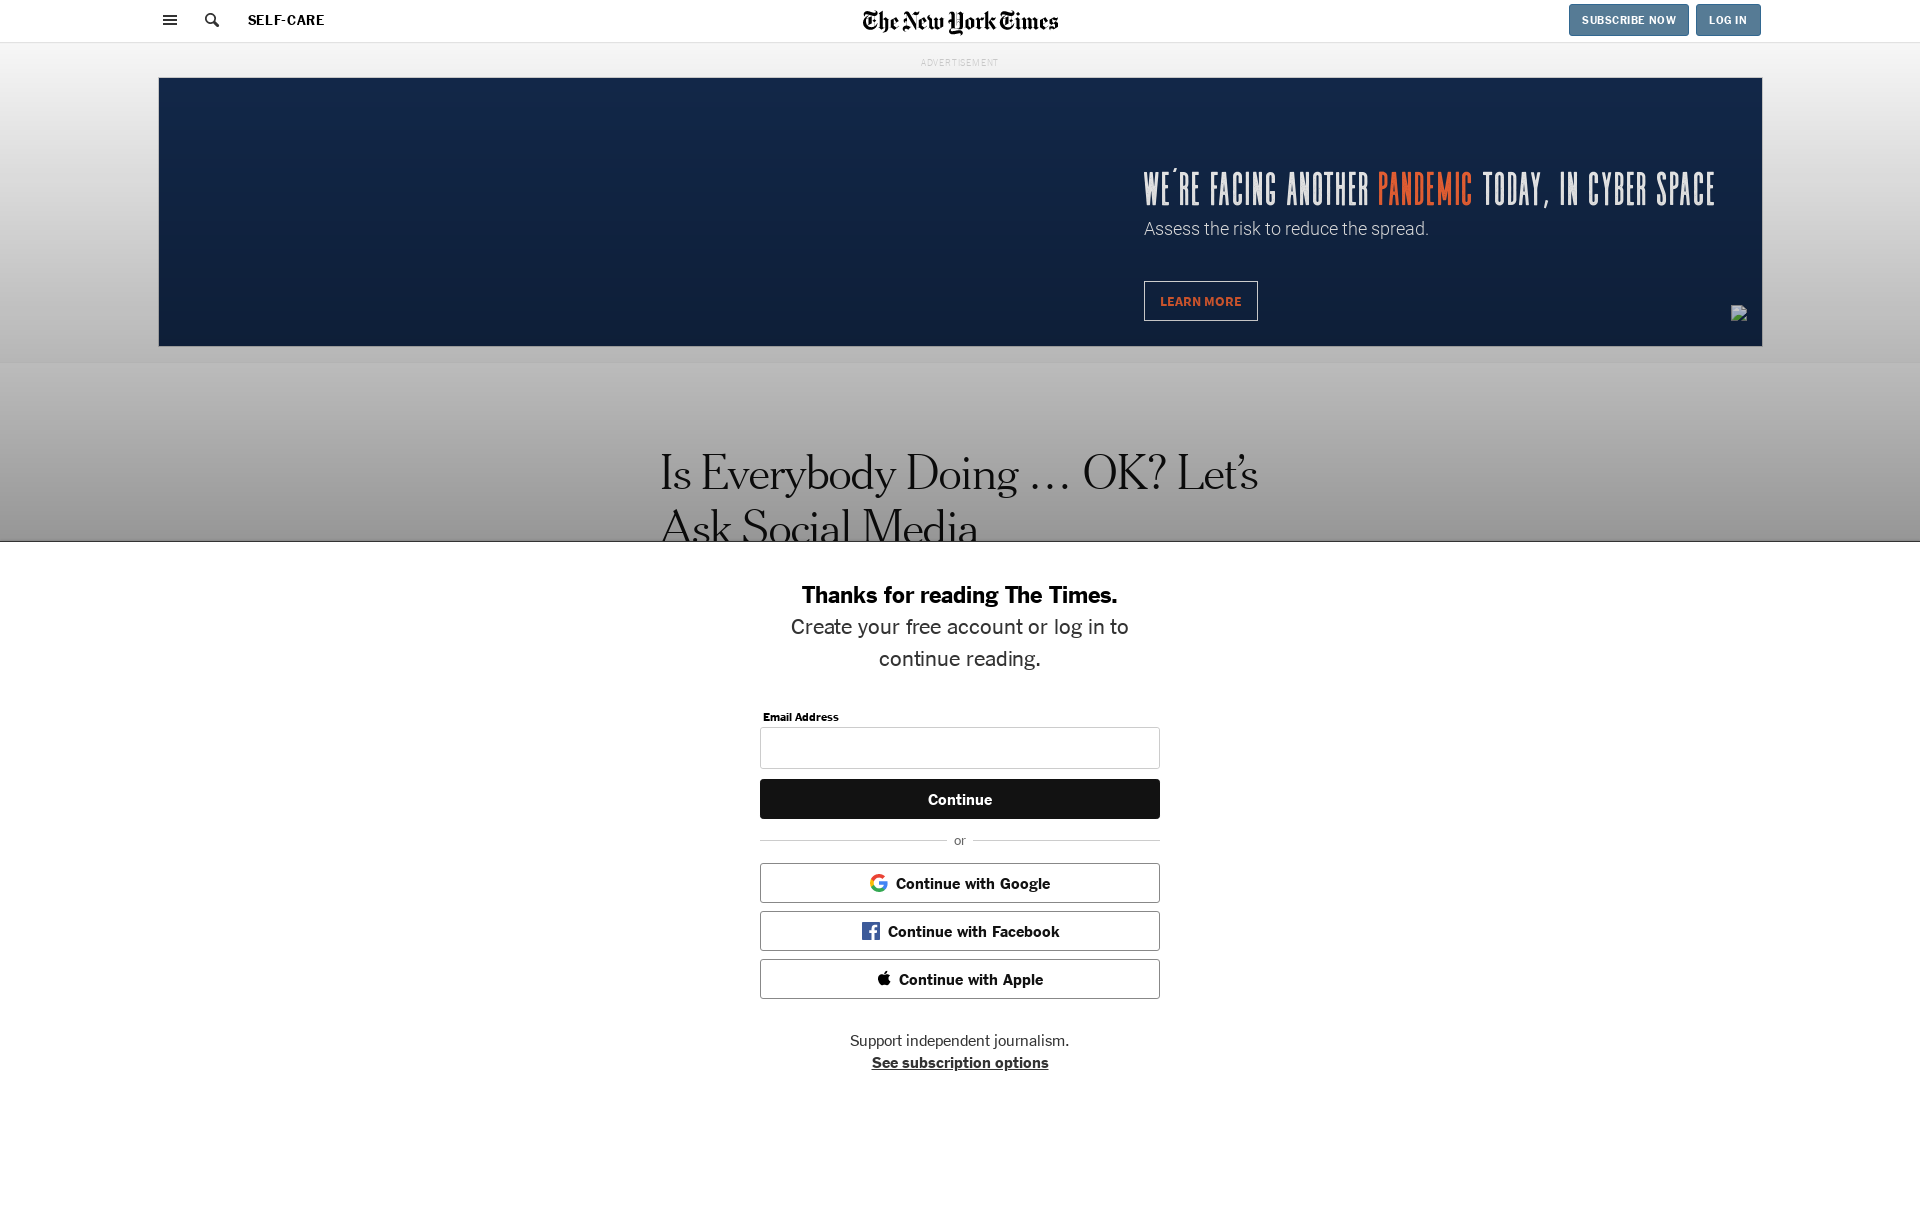 SELF-CARE
The New York Times
SUBSCRIBE NOW
LOG IN
ADVERTISEMENT
WE'RE FACING ANOTHER PANDEMIC TODAY, IN CYBER SPACE
Assess the risk to reduce the spread.
LEARN MORE
Is Everybody Doing … OK? Let’s
Ask Social Media
Thanks for reading The Times.
Create your free account or log in to
continue reading.
Email Address
Continue
or
Continue with Google
Continue with Facebook
Continue with Apple
Support independent journalism.
See subscription options